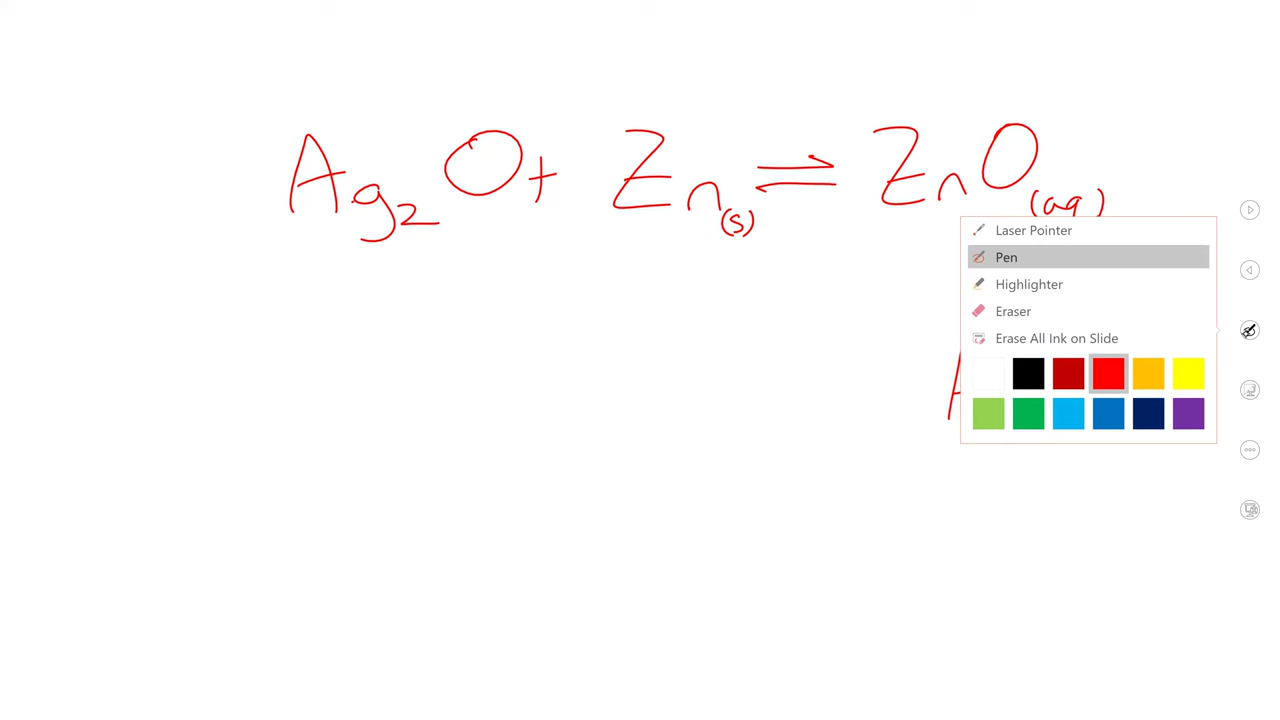 Ag2O + Zn(s) ⇌ ZnO(aq)
Laser Pointer
Pen
Highlighter
Eraser
Erase All Ink on Slide